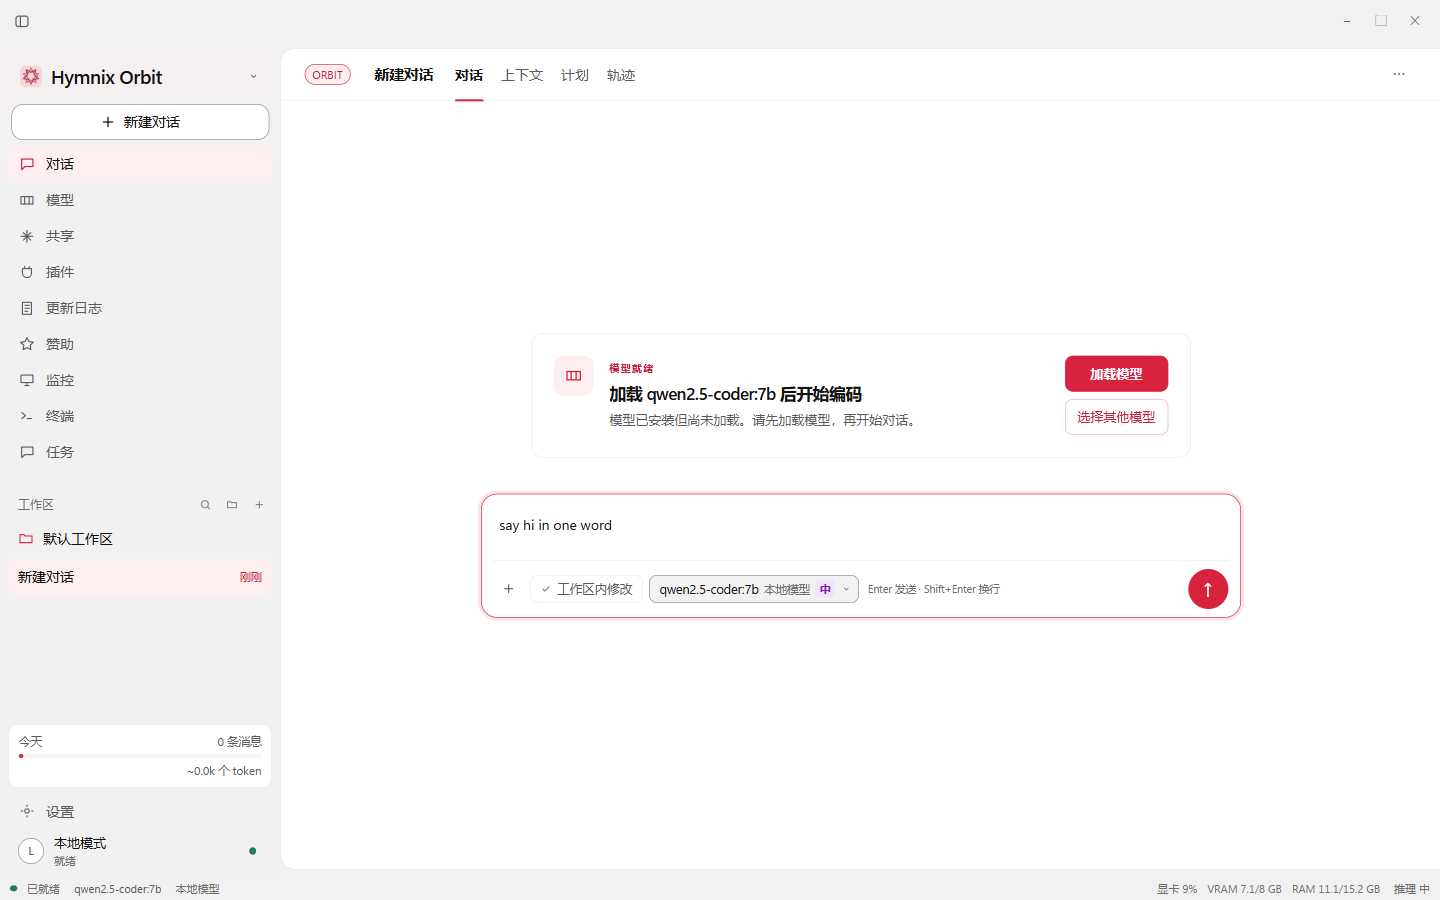 Hymnix Orbit
新建对话
对话
模型
共享
插件
更新日志
赞助
监控
终端
任务
工作区
默认工作区
新建对话 刚刚
今天 0 条消息
~0.0k 个 token
设置
L 本地模式
就绪
ORBIT 新建对话 对话 上下文 计划 轨迹
模型就绪
加载 qwen2.5-coder:7b 后开始编码
模型已安装但尚未加载。请先加载模型，再开始对话。
加载模型
选择其他模型
say hi in one word
工作区内修改 qwen2.5-coder:7b 本地模型 中 Enter 发送 · Shift+Enter 换行
已就绪 qwen2.5-coder:7b 本地模型 显卡 9% VRAM 7.1/8 GB RAM 11.1/15.2 GB 推理 中